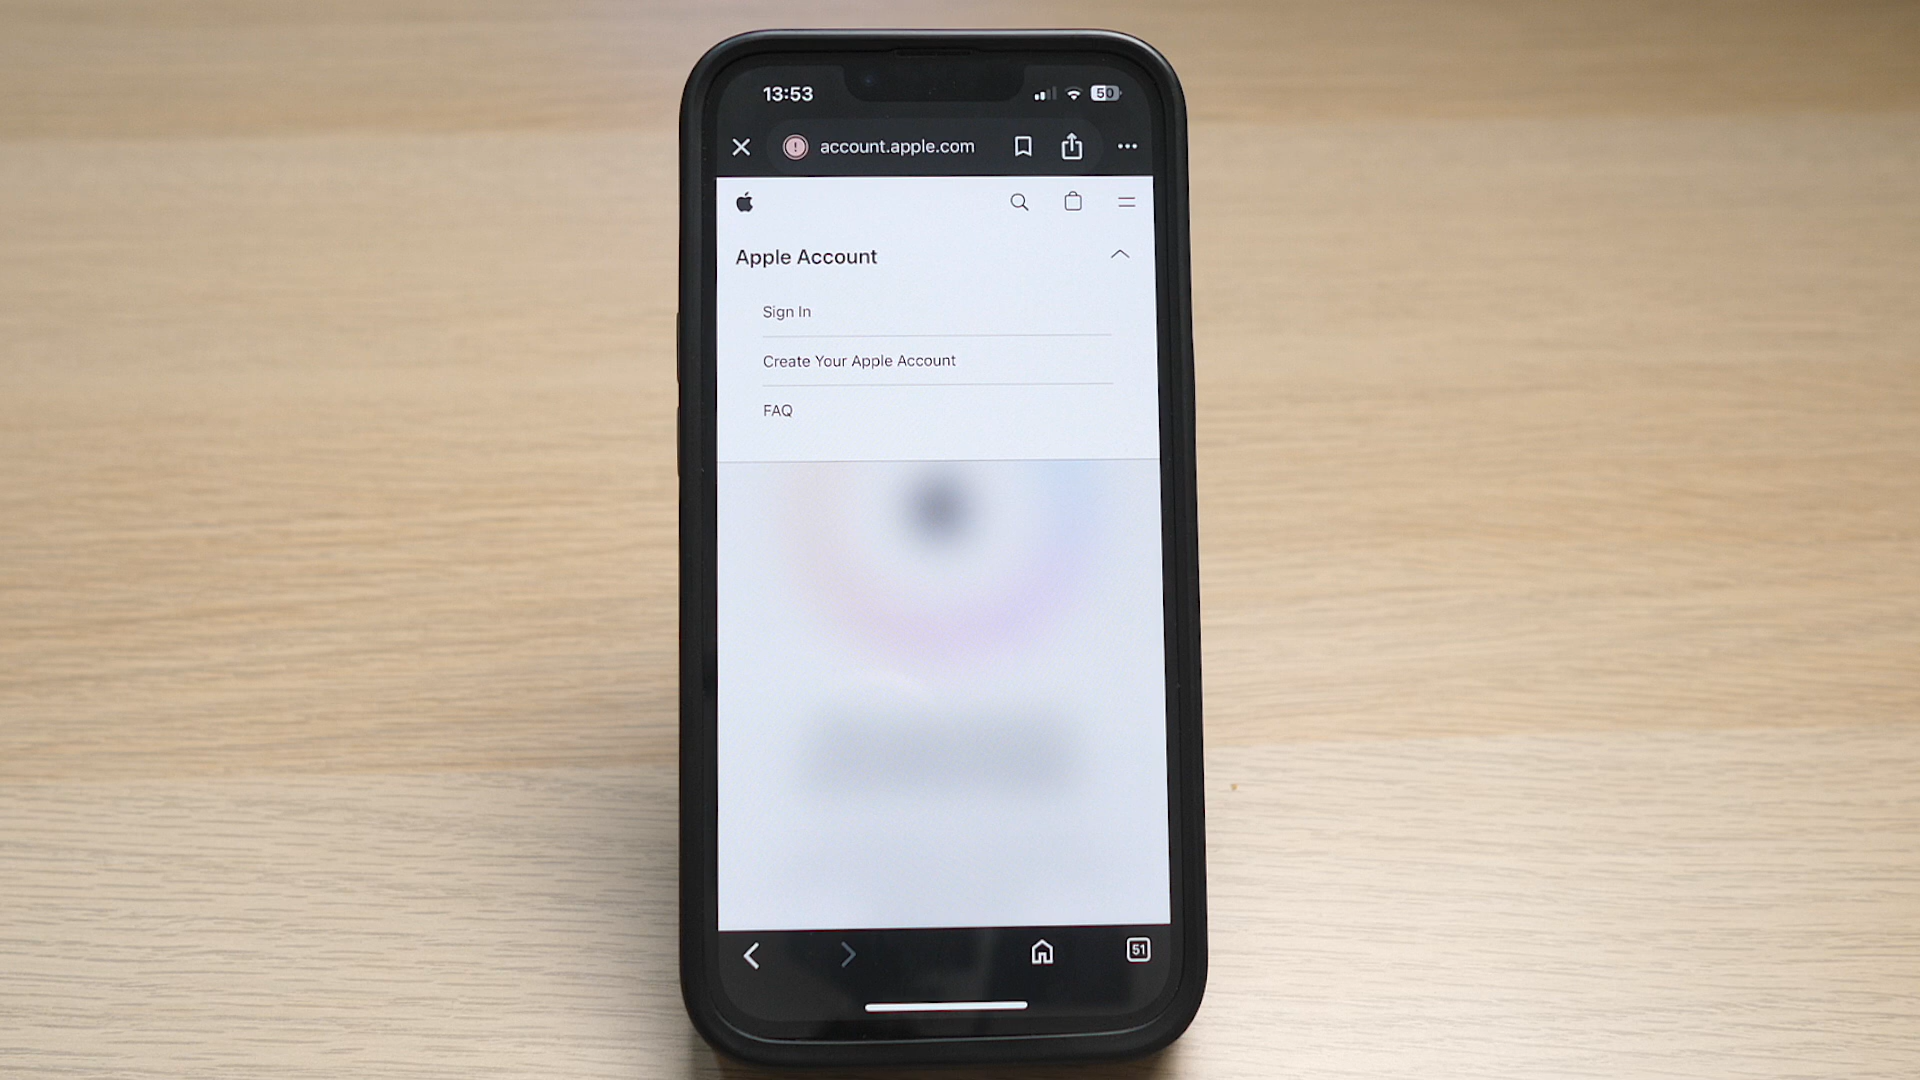 13:53
50
account.apple.com
Apple Account
Sign In
Create Your Apple Account
FAQ
51